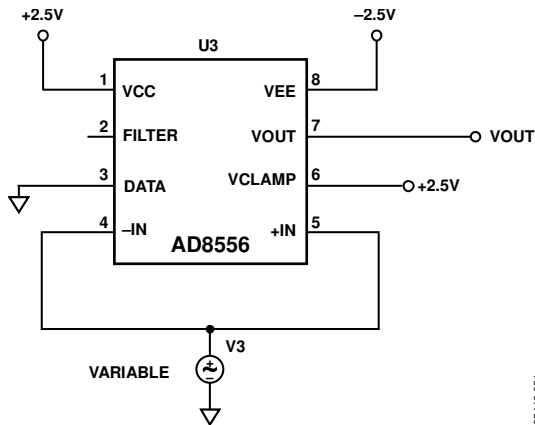 +2.5V
–2.5V
U3
1
VCC
VEE
8
2
FILTER
VOUT
7
VOUT
3
DATA
VCLAMP
6
+2.5V
4
–IN
+IN
5
AD8556
V3
VARIABLE
+
–